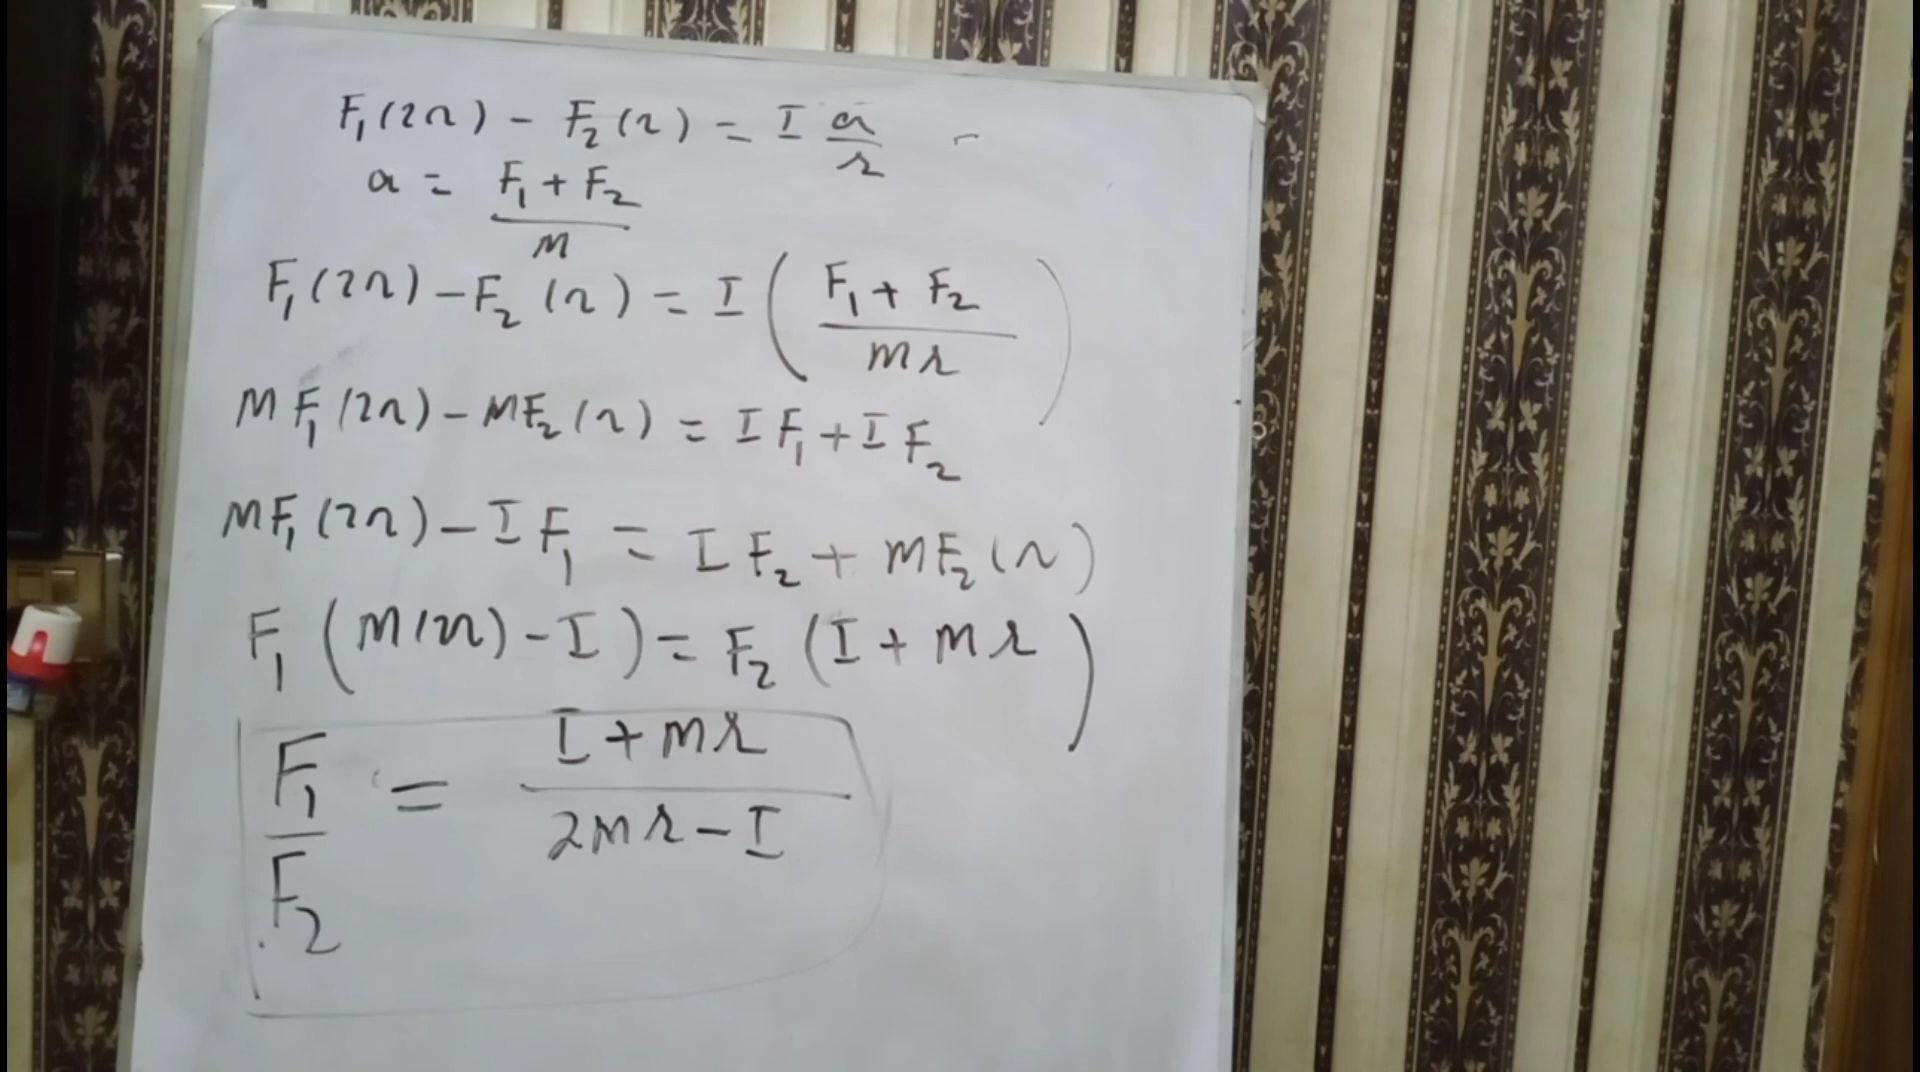 F₁(2r) - F₂(r) = I a/r
a = F₁ + F₂ / M
F₁(2r) - F₂(r) = I ( F₁ + F₂ / mr )
MF₁(2r) - MF₂(r) = IF₁ + IF₂
MF₁(2r) - IF₁ = IF₂ + MF₂(r)
F₁ (M(2r) - I) = F₂ (I + mr)
F₁/F₂ = I + mr / 2mr - I